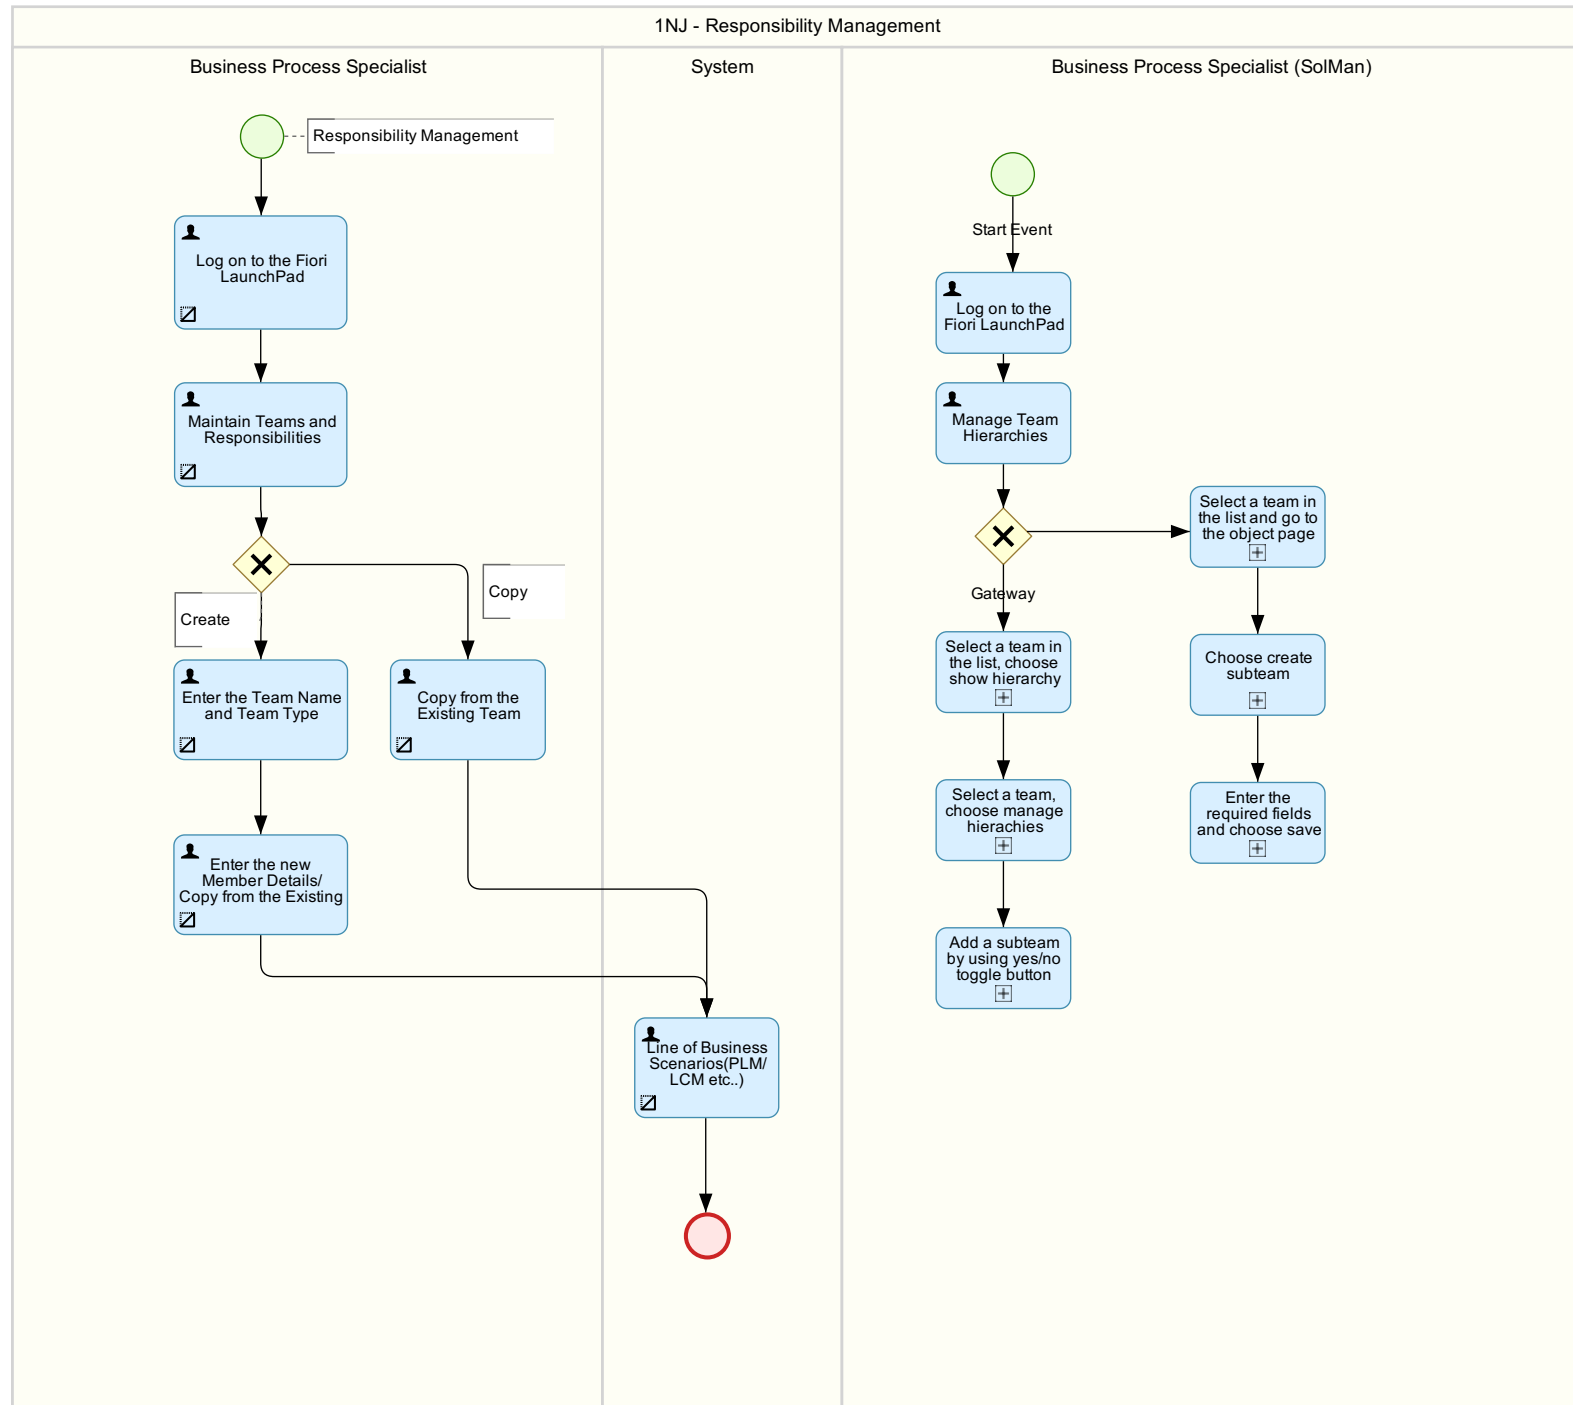 1NJ - Responsibility Management
Business Process Specialist
System
Business Process Specialist (SolMan)
Responsibility Management
Log on to the Fiori
LaunchPad
Maintain Teams and
Responsibilities
Create
Copy
Enter the Team Name
and Team Type
Copy from the
Existing Team
Enter the new
Member Details/
Copy from the Existing
Line of Business
Scenarios(PLM/
LCM etc..)
Start Event
Log on to the
Fiori LaunchPad
Manage Team
Hierarchies
Gateway
Select a team in
the list and go to
the object page
Select a team in
the list, choose
show hierarchy
Choose create
subteam
Select a team,
choose manage
hierachies
Enter the
required fields
and choose save
Add a subteam
by using yes/no
toggle button